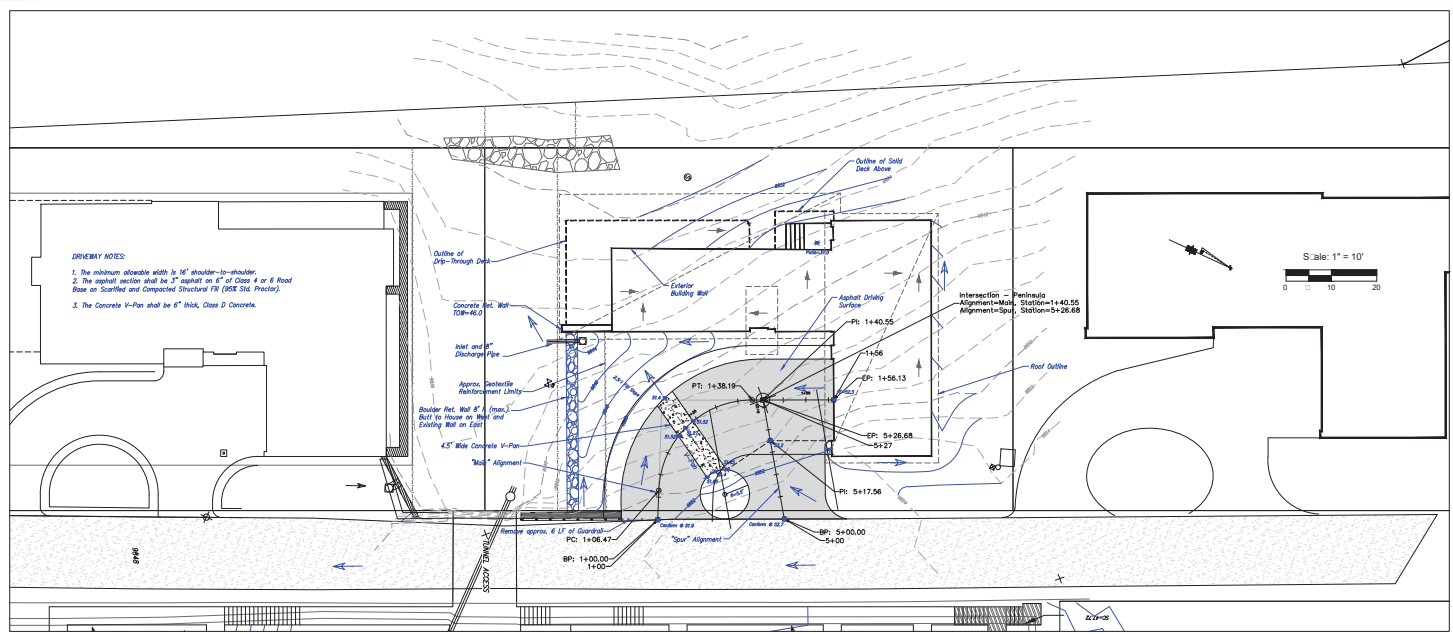 DRIVEWAY NOTES:
1. The minimum allowable width is 16' shoulder-to-shoulder.
2. The asphalt section shall be 3" asphalt on 6" of Class 4 or 6 Road
Base on Scarified and Compacted Structural Fill (95% Std. Proctor).
3. The Concrete V-Pan shall be 6" thick, Class D Concrete.
Outline of Solid
Deck Above
Outline of
Drip-Through Deck
Exterior
Building Wall
Asphalt Driving
Surface
Intersection - Peninsula
Alignment=Main, Station=1+40.55
Alignment=Spur, Station=5+26.68
Scale: 1" = 10'
0
10
20
Concrete Ret. Wall
TOW=46.0
Inlet and 8"
Discharge Pipe
PI: 1+40.55
1+56
PT: 1+38.19
EP: 1+56.13
Roof Outline
Approx. Geotextile
Reinforcement Limits
Boulder Ret. Wall 8' H (max.)
Butt to House on West and
Existing Wall on East
4.5' Wide Concrete V-Pan
"Main" Alignment
EP: 5+26.68
5+27
PI: 5+17.56
Remove approx. 6 LF of Guardrail
Conform @ 51.9
Conform @ 52.7
PC: 1+06.47
"Spur" Alignment
BP: 5+00.00
5+00
BP: 1+00.00
1+00
9848
TUNNEL ACCESS